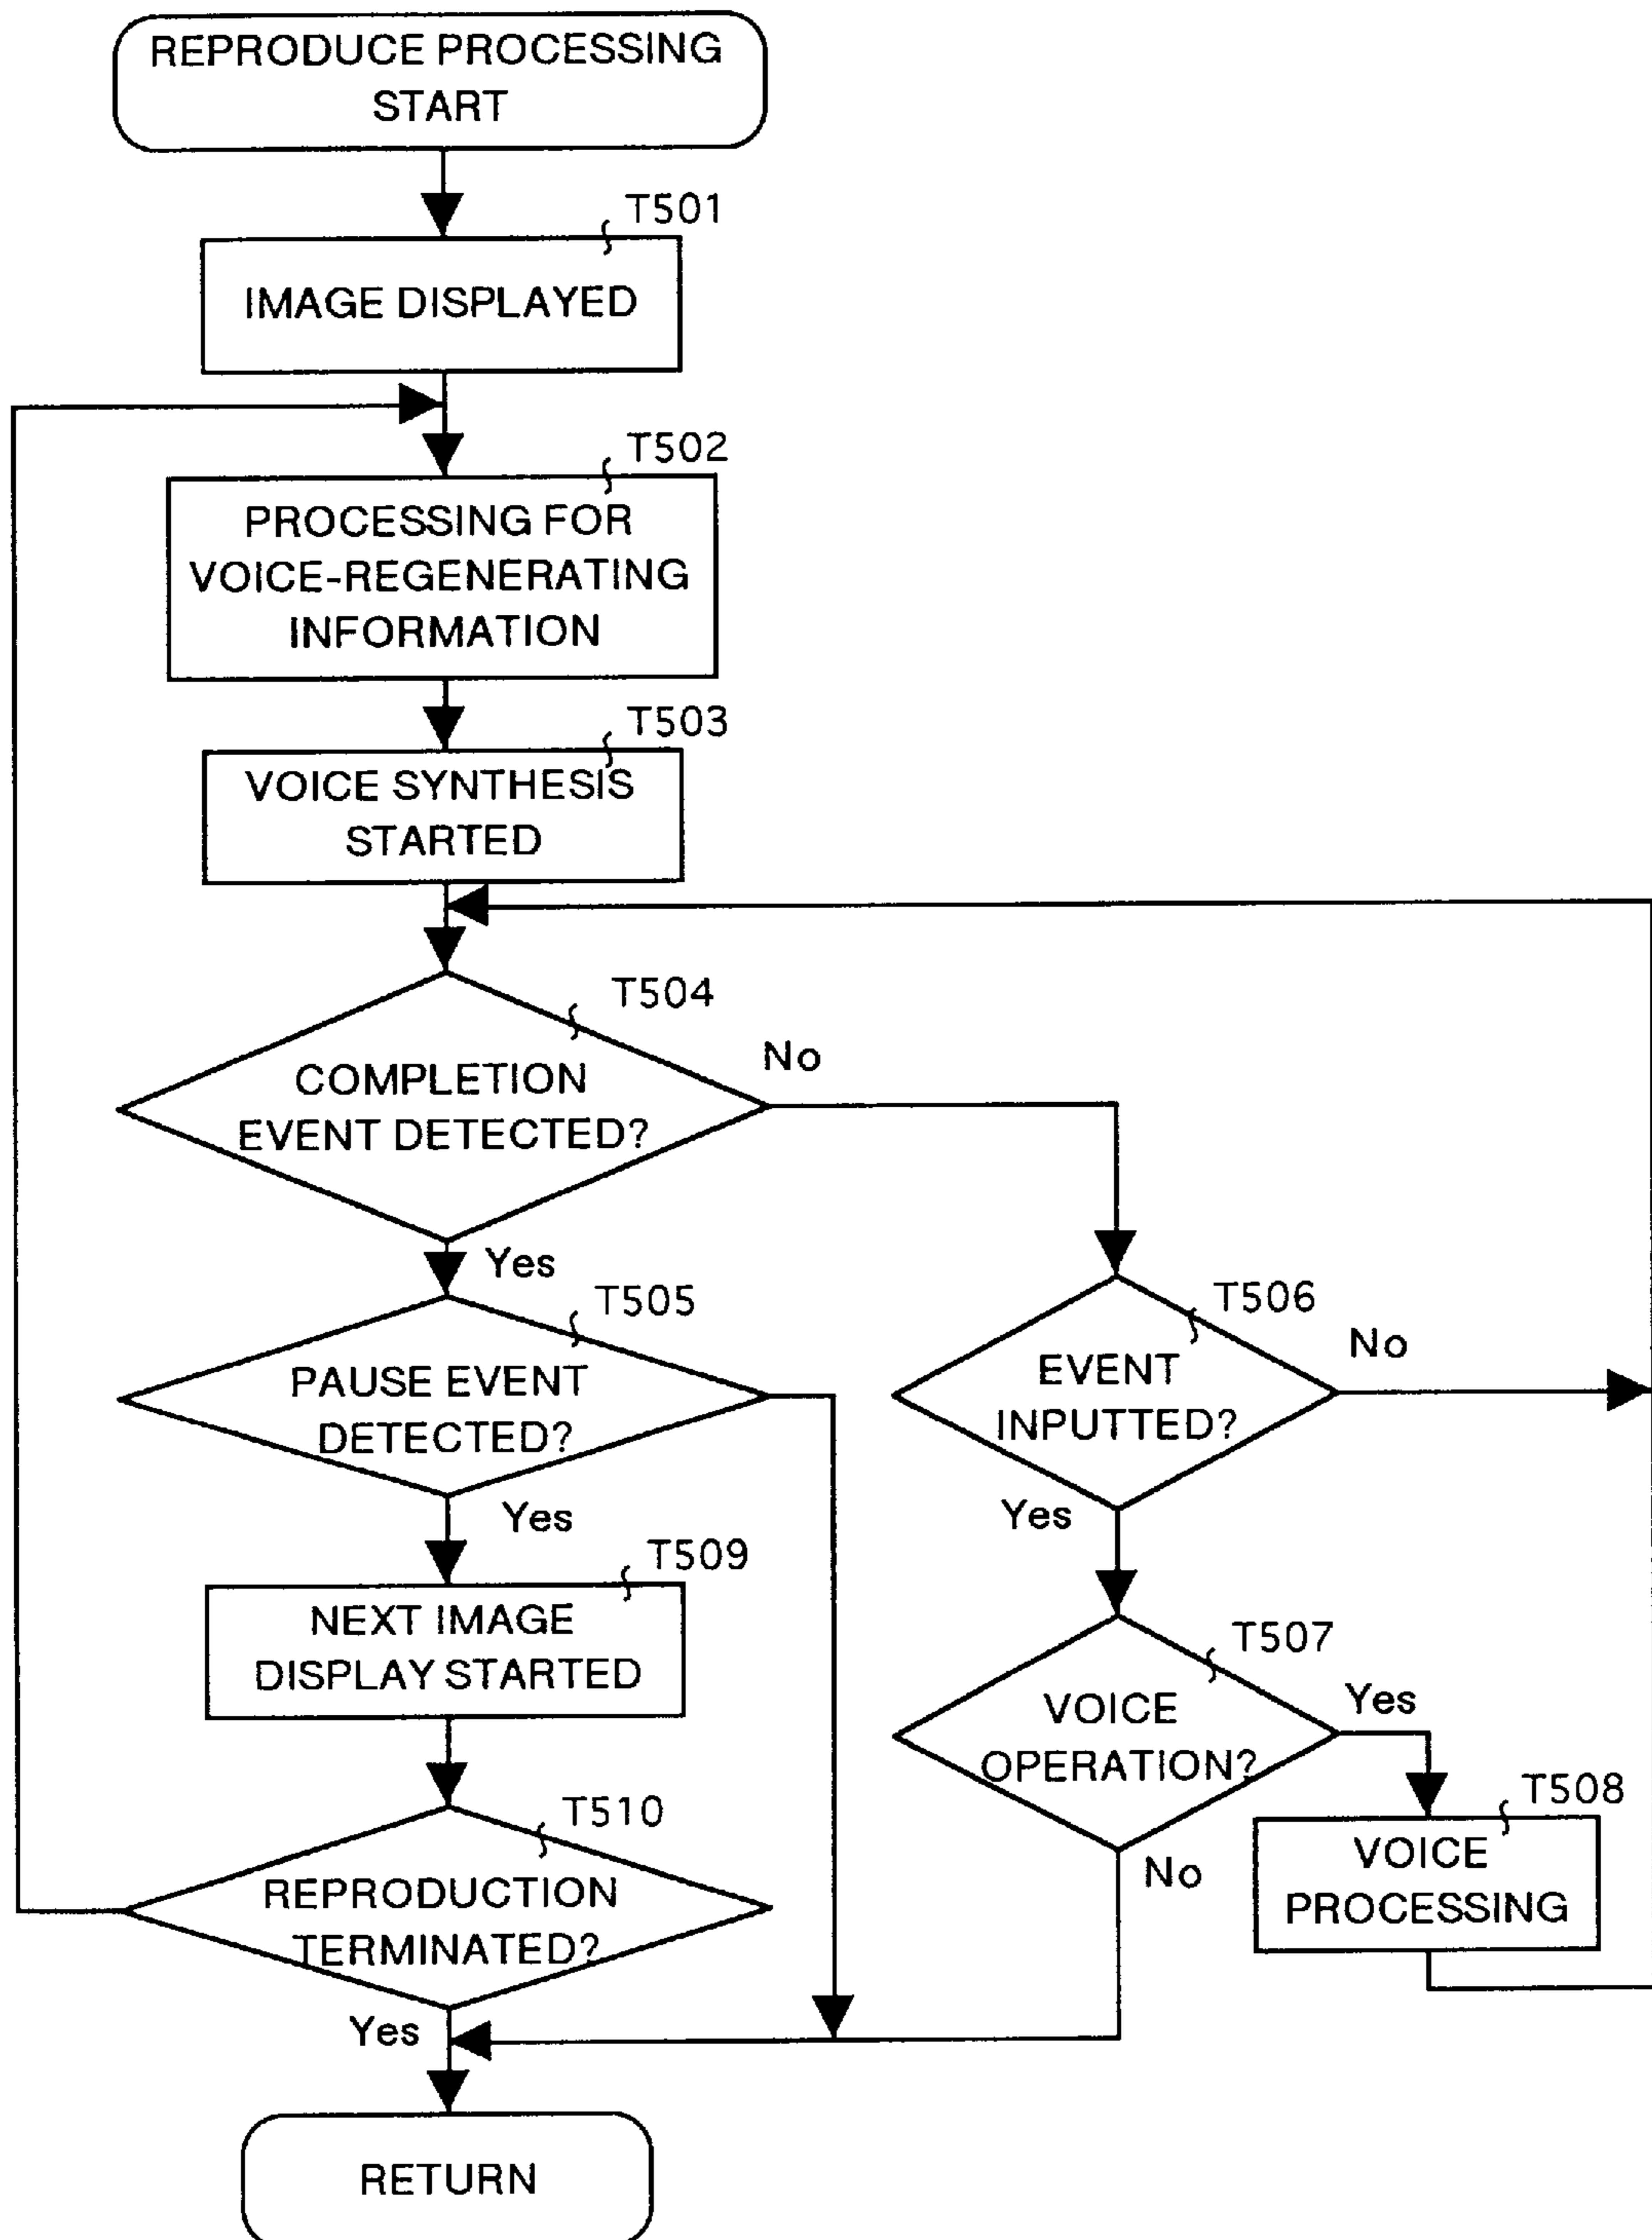 REPRODUCE PROCESSING
START
T501
IMAGE DISPLAYED
T502
PROCESSING FOR
VOICE-REGENERATING
INFORMATION
T503
VOICE SYNTHESIS
STARTED
T504
COMPLETION
EVENT DETECTED?
No
Yes
T505
PAUSE EVENT
DETECTED?
Yes
T506
EVENT
INPUTTED?
No
Yes
T509
NEXT IMAGE
DISPLAY STARTED
T507
VOICE
OPERATION?
Yes
No
T508
VOICE
PROCESSING
T510
REPRODUCTION
TERMINATED?
Yes
RETURN